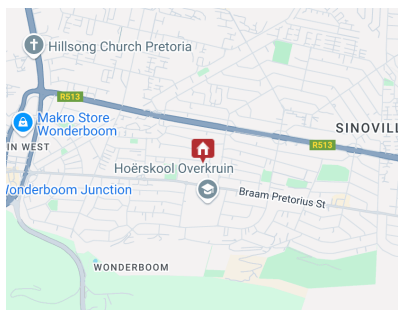 Hillsong Church Pretoria
R513
Makro Store
Wonderboom
SINOVILL
R513
IN WEST
Hoërskool Overkruin
Wonderboom Junction
Braam Pretorius St
WONDERBOOM